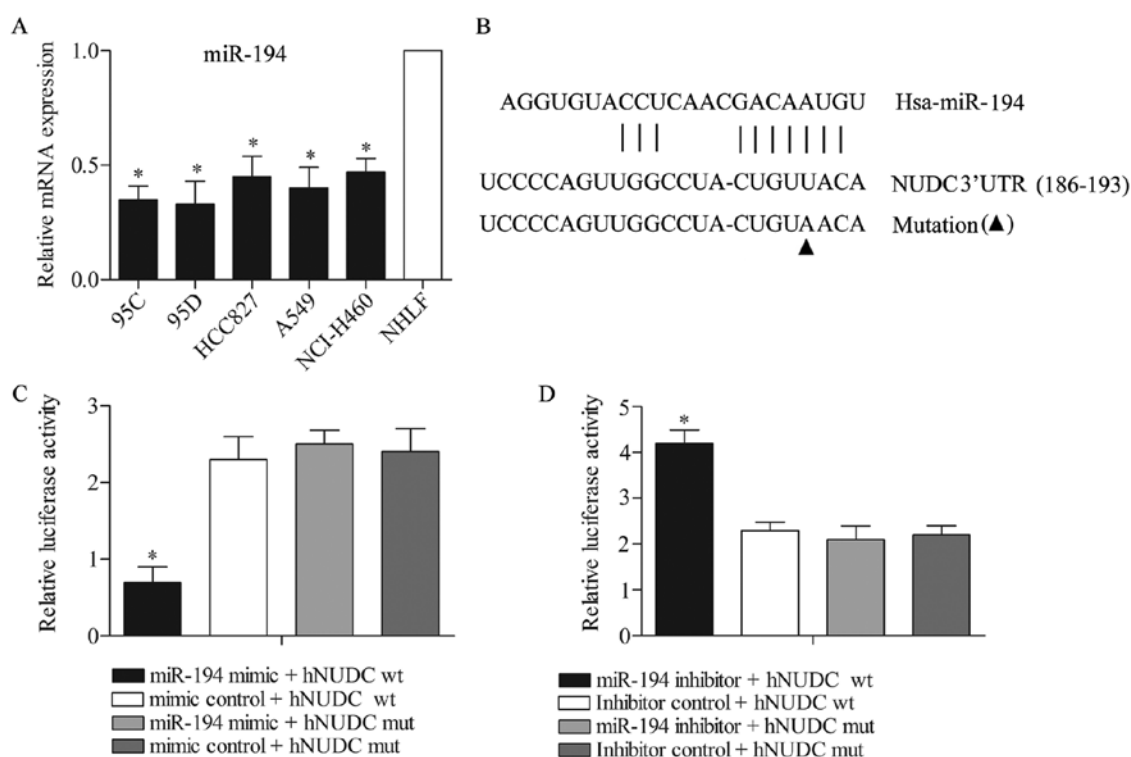 A
miR-194
Relative mRNA expression
1.0
0.5
0.0
*
*
*
*
*
95C
95D
HCC827
A549
NCI-H460
NHLF
B
AGGUGUACCUCAACGACAAUGU Hsa-miR-194
UCCCCAGUUGGCCUA-CUGUUACA NUDC3'UTR (186-193)
UCCCCAGUUGGCCUA-CUGUAACA Mutation(▲)
▲
C
Relative luciferase activity
3
2
1
0
*
miR-194 mimic + hNUDC wt
mimic control + hNUDC wt
miR-194 mimic + hNUDC mut
mimic control + hNUDC mut
D
Relative luciferase activity
5
4
3
2
1
0
*
miR-194 inhibitor + hNUDC wt
Inhibitor control + hNUDC wt
miR-194 inhibitor + hNUDC mut
Inhibitor control + hNUDC mut